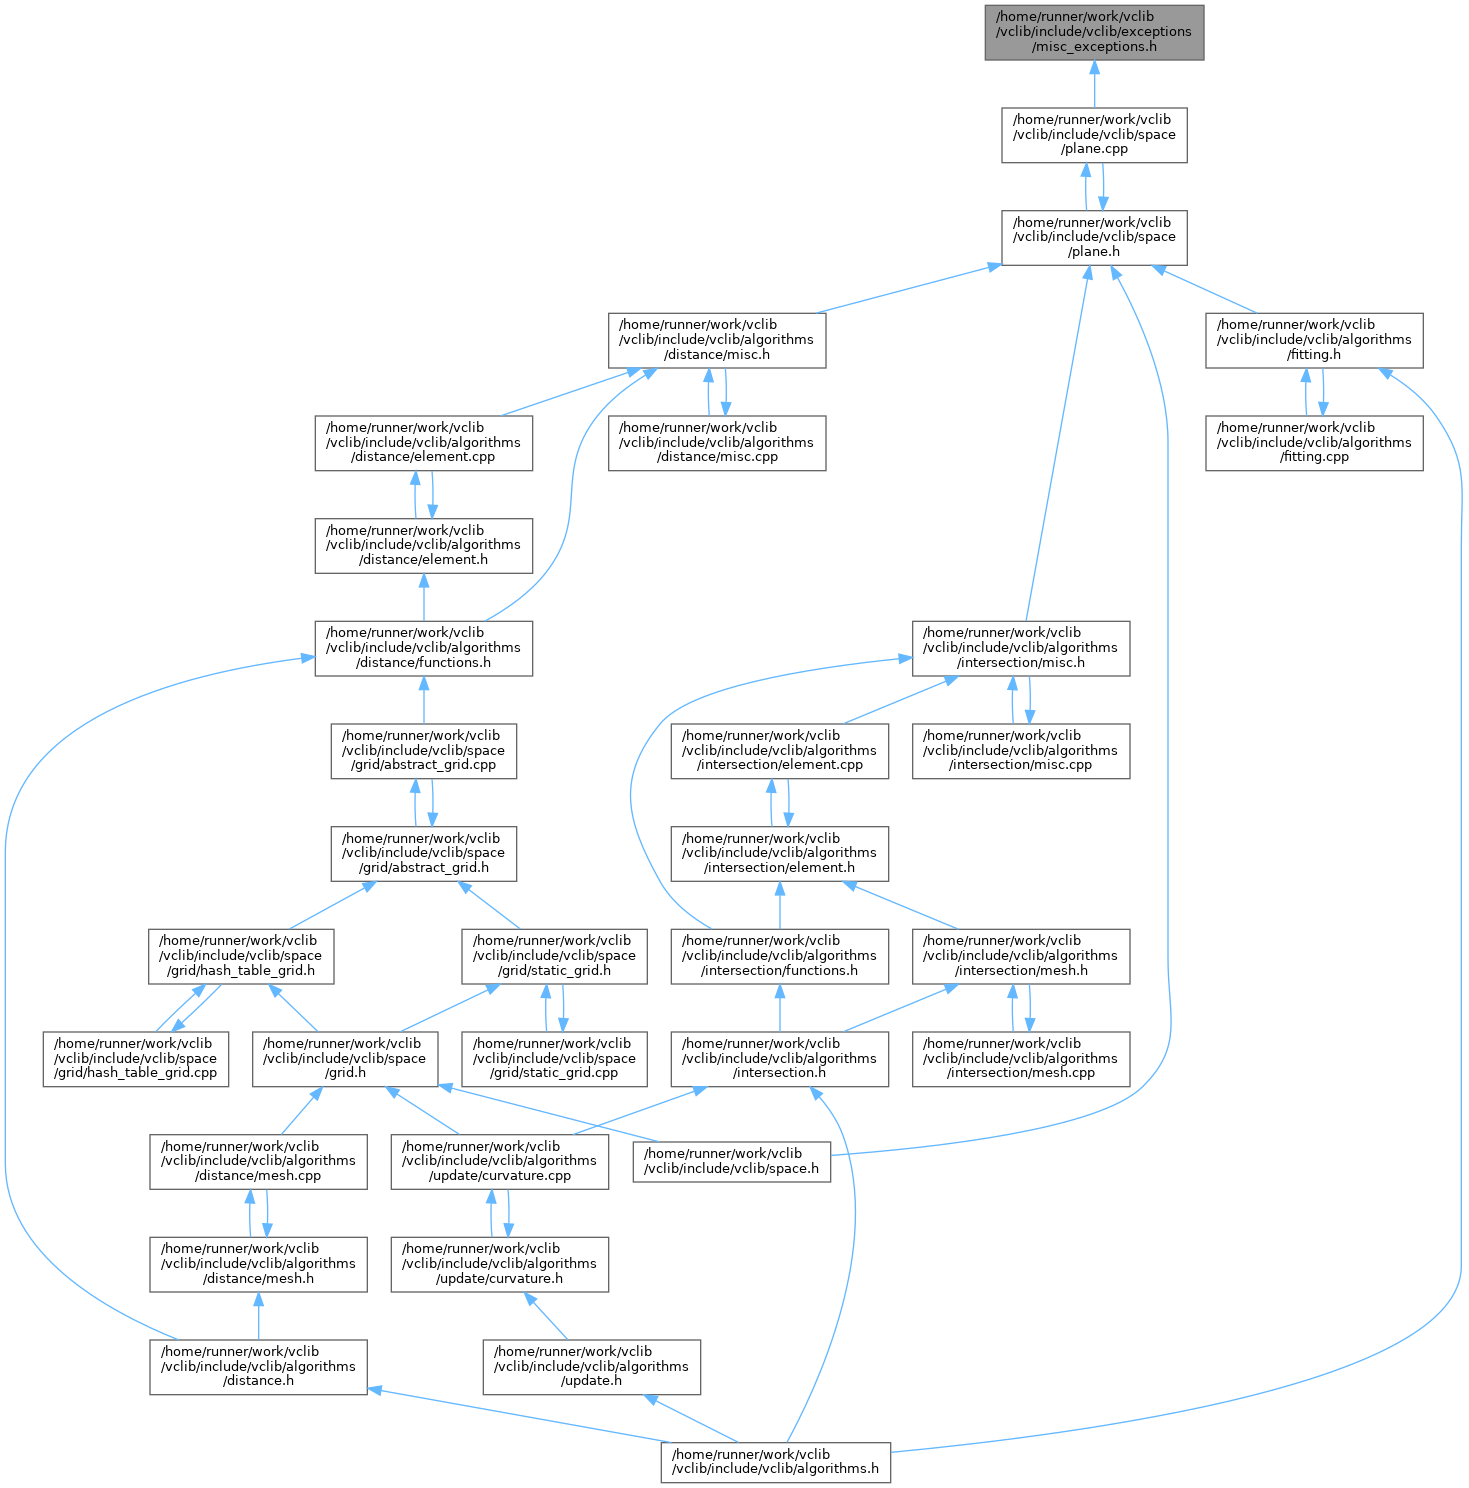 /home/runner/work/vclib
/vclib/include/vclib/exceptions
/misc_exceptions.h
/home/runner/work/vclib
/vclib/include/vclib/space
/plane.cpp
/home/runner/work/vclib
/vclib/include/vclib/space
/plane.h
/home/runner/work/vclib
/vclib/include/vclib/algorithms
/distance/misc.h
/home/runner/work/vclib
/vclib/include/vclib/algorithms
/fitting.h
/home/runner/work/vclib
/vclib/include/vclib/algorithms
/distance/element.cpp
/home/runner/work/vclib
/vclib/include/vclib/algorithms
/distance/misc.cpp
/home/runner/work/vclib
/vclib/include/vclib/algorithms
/fitting.cpp
/home/runner/work/vclib
/vclib/include/vclib/algorithms
/distance/element.h
/home/runner/work/vclib
/vclib/include/vclib/algorithms
/distance/functions.h
/home/runner/work/vclib
/vclib/include/vclib/algorithms
/intersection/misc.h
/home/runner/work/vclib
/vclib/include/vclib/space
/grid/abstract_grid.cpp
/home/runner/work/vclib
/vclib/include/vclib/algorithms
/intersection/element.cpp
/home/runner/work/vclib
/vclib/include/vclib/algorithms
/intersection/misc.cpp
/home/runner/work/vclib
/vclib/include/vclib/space
/grid/abstract_grid.h
/home/runner/work/vclib
/vclib/include/vclib/algorithms
/intersection/element.h
/home/runner/work/vclib
/vclib/include/vclib/space
/grid/hash_table_grid.h
/home/runner/work/vclib
/vclib/include/vclib/space
/grid/static_grid.h
/home/runner/work/vclib
/vclib/include/vclib/algorithms
/intersection/functions.h
/home/runner/work/vclib
/vclib/include/vclib/algorithms
/intersection/mesh.h
/home/runner/work/vclib
/vclib/include/vclib/space
/grid/hash_table_grid.cpp
/home/runner/work/vclib
/vclib/include/vclib/space
/grid.h
/home/runner/work/vclib
/vclib/include/vclib/space
/grid/static_grid.cpp
/home/runner/work/vclib
/vclib/include/vclib/algorithms
/intersection.h
/home/runner/work/vclib
/vclib/include/vclib/algorithms
/intersection/mesh.cpp
/home/runner/work/vclib
/vclib/include/vclib/algorithms
/distance/mesh.cpp
/home/runner/work/vclib
/vclib/include/vclib/algorithms
/update/curvature.cpp
/home/runner/work/vclib
/vclib/include/vclib/space.h
/home/runner/work/vclib
/vclib/include/vclib/algorithms
/distance/mesh.h
/home/runner/work/vclib
/vclib/include/vclib/algorithms
/update/curvature.h
/home/runner/work/vclib
/vclib/include/vclib/algorithms
/distance.h
/home/runner/work/vclib
/vclib/include/vclib/algorithms
/update.h
/home/runner/work/vclib
/vclib/include/vclib/algorithms.h